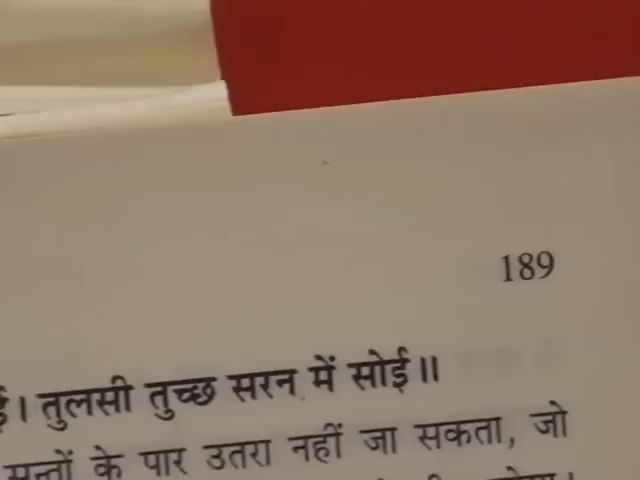 189
। तुलसी तुच्छ सरन में सोई॥
सन्तों के पार उतरा नहीं जा सकता, जो